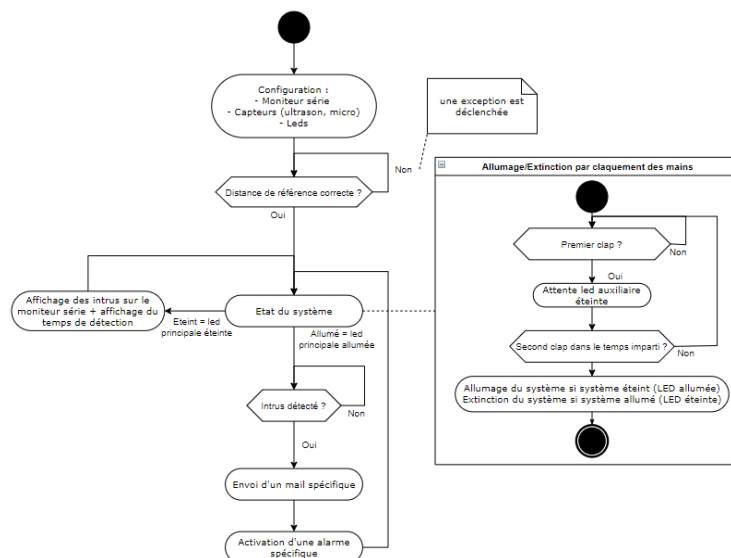 Configuration :
- Moniteur série
- Capteurs (ultrason, micro)
- Leds
une exception est
déclenchée
Non
Distance de référence correcte ?
Oui
Allumage/Extinction par claquement des mains
Premier clap ?
Non
Oui
Attente led auxiliaire
éteinte
Second clap dans le temps imparti ?
Non
Allumage du système si système éteint (LED allumée)
Extinction du système si système allumé (LED éteinte)
Affichage des intrus sur le
moniteur série + affichage du
temps de détection
Eteint = led
principale éteinte
Etat du système
Allumé = led
principale allumée
Intrus détecté ?
Non
Oui
Envoi d'un mail spécifique
Activation d'une alarme
spécifique